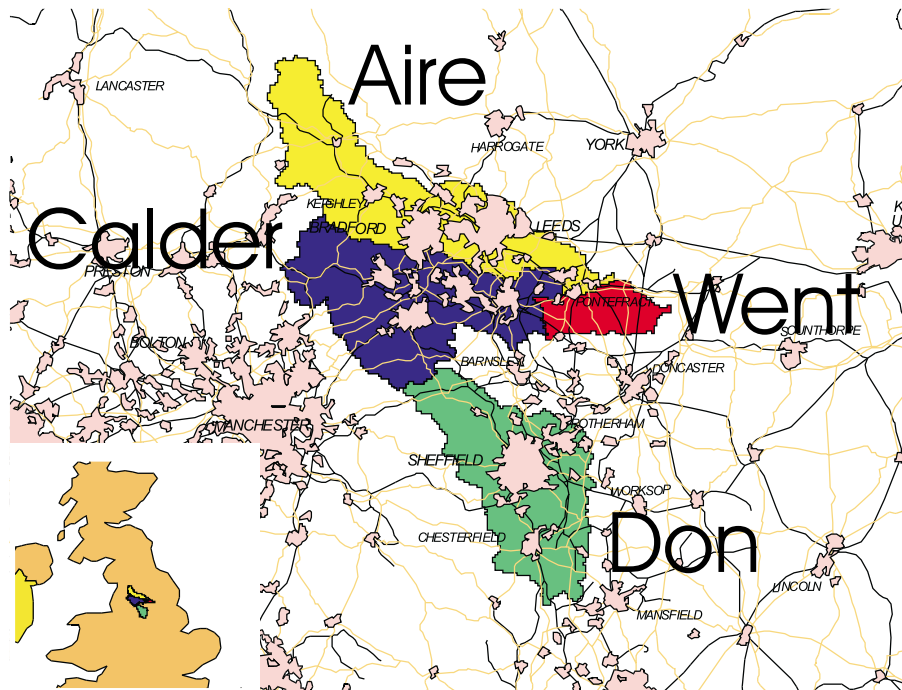 Aire
LANCASTER
HARROGATE
YORK
KEIGHLEY
Calder
BRADFORD
LEEDS
K
U
PRESTON
Went
PONTEFRACT
SCUNTHORPE
BOLTON
BARNSLEY
DONCASTER
MANCHESTER
ROTHERHAM
SHEFFIELD
WORKSOP
Don
CHESTERFIELD
LINCOLN
MANSFIELD